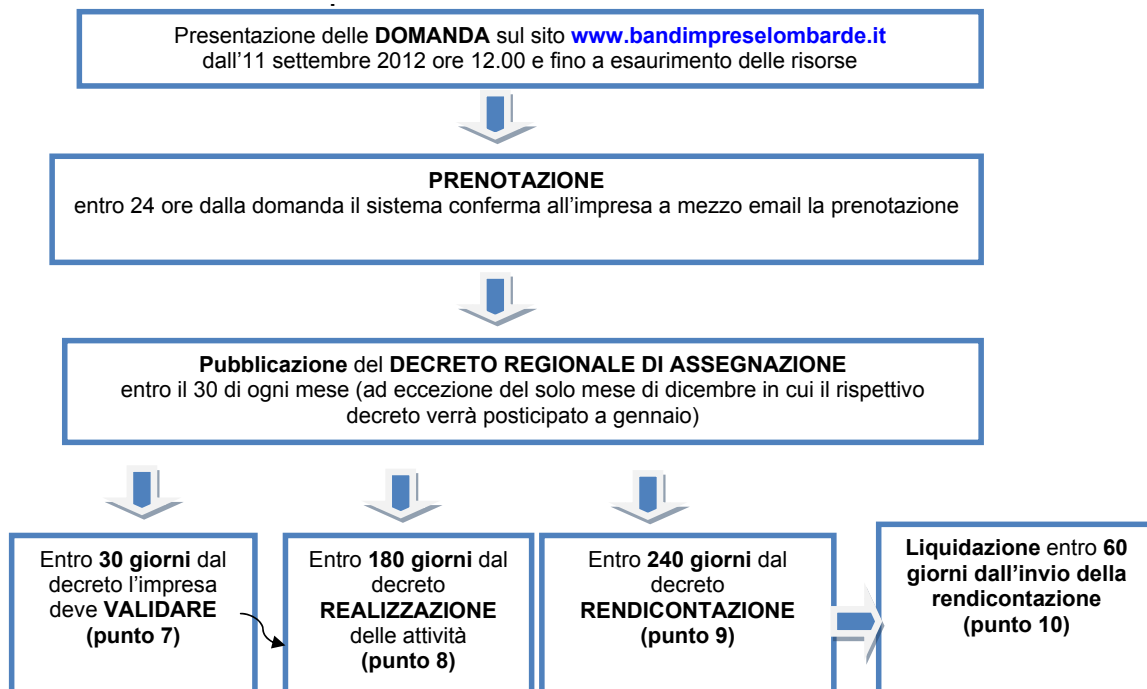 Presentazione delle DOMANDA sul sito www.bandimpreselombarde.it
dall'11 settembre 2012 ore 12.00 e fino a esaurimento delle risorse
PRENOTAZIONE
entro 24 ore dalla domanda il sistema conferma all'impresa a mezzo email la prenotazione
Pubblicazione del DECRETO REGIONALE DI ASSEGNAZIONE
entro il 30 di ogni mese (ad eccezione del solo mese di dicembre in cui il rispettivo
decreto verrà posticipato a gennaio)
Entro 30 giorni dal
decreto l'impresa
deve VALIDARE
(punto 7)
Entro 180 giorni dal
decreto
REALIZZAZIONE
delle attività
(punto 8)
Entro 240 giorni dal
decreto
RENDICONTAZIONE
(punto 9)
Liquidazione entro 60
giorni dall'invio della
rendicontazione
(punto 10)